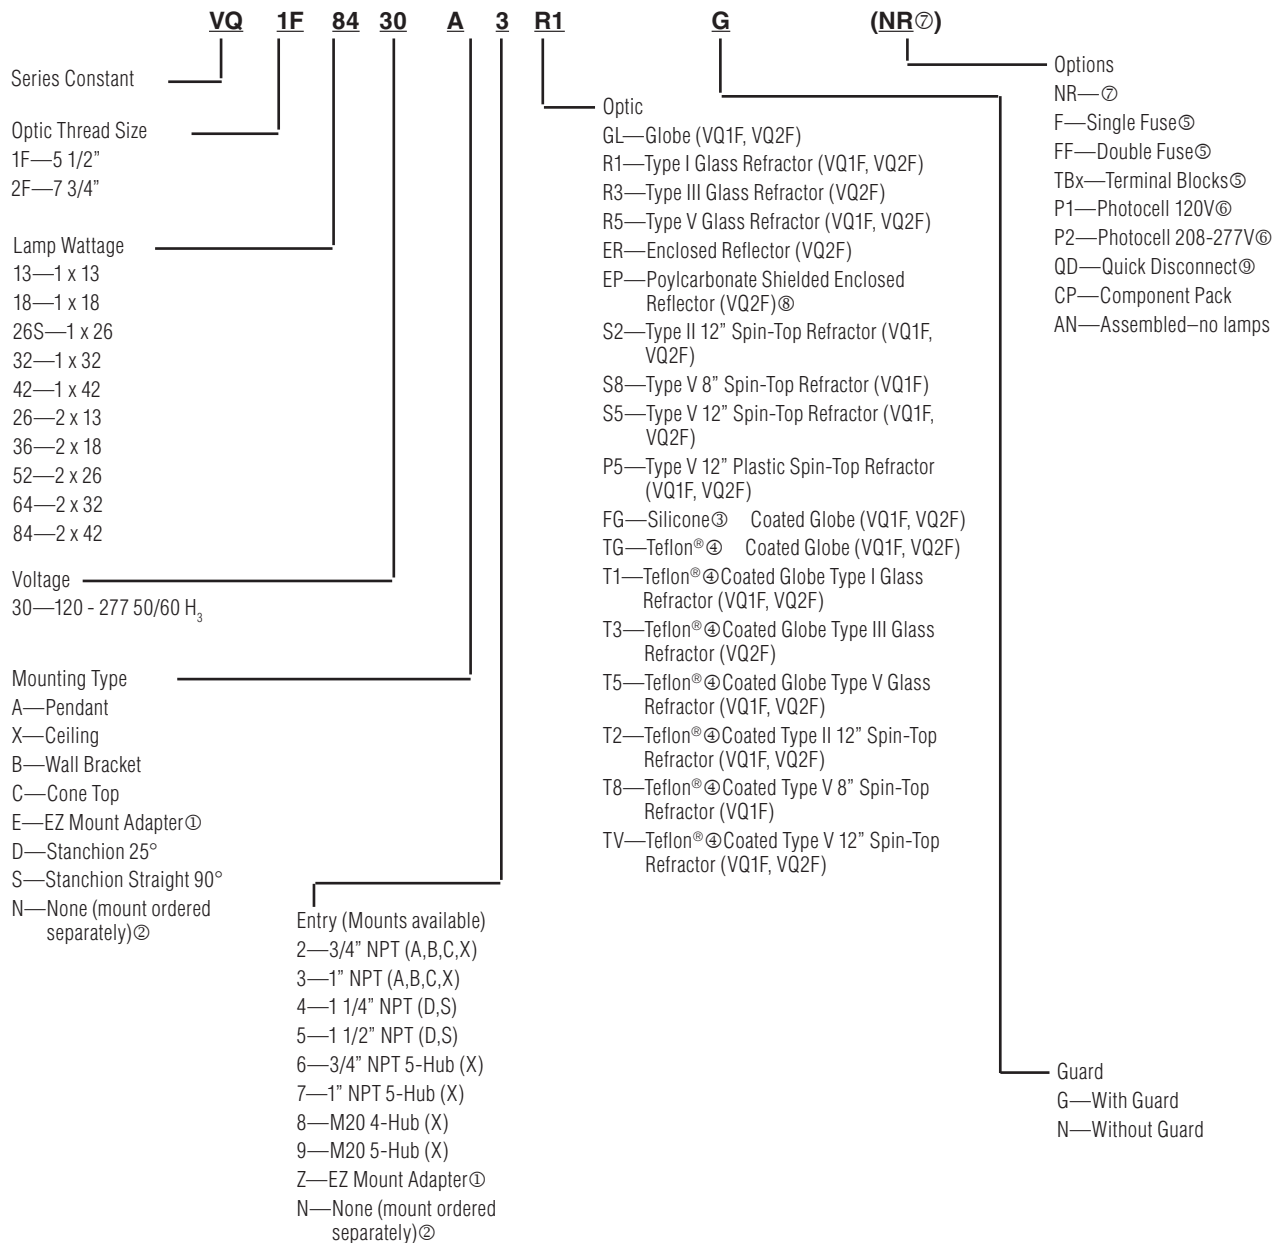 VQ 1F 84 30 A 3 R1 G (NR⑦)
Series Constant
Optic Thread Size
1F—5 1/2”
2F—7 3/4”
Lamp Wattage
13—1 x 13
18—1 x 18
26S—1 x 26
32—1 x 32
42—1 x 42
26—2 x 13
36—2 x 18
52—2 x 26
64—2 x 32
84—2 x 42
Voltage
30—120 - 277 50/60 H₃
Mounting Type
A—Pendant
X—Ceiling
B—Wall Bracket
C—Cone Top
E—EZ Mount Adapter①
D—Stanchion 25°
S—Stanchion Straight 90°
N—None (mount ordered
separately)②
Entry (Mounts available)
2—3/4” NPT (A,B,C,X)
3—1” NPT (A,B,C,X)
4—1 1/4” NPT (D,S)
5—1 1/2” NPT (D,S)
6—3/4” NPT 5-Hub (X)
7—1” NPT 5-Hub (X)
8—M20 4-Hub (X)
9—M20 5-Hub (X)
Z—EZ Mount Adapter①
N—None (mount ordered
separately)②
Optic
GL—Globe (VQ1F, VQ2F)
R1—Type I Glass Refractor (VQ1F, VQ2F)
R3—Type III Glass Refractor (VQ2F)
R5—Type V Glass Refractor (VQ1F, VQ2F)
ER—Enclosed Reflector (VQ2F)
EP—Poylcarbonate Shielded Enclosed
Reflector (VQ2F)⑧
S2—Type II 12” Spin-Top Refractor (VQ1F,
VQ2F)
S8—Type V 8” Spin-Top Refractor (VQ1F)
S5—Type V 12” Spin-Top Refractor (VQ1F,
VQ2F)
P5—Type V 12” Plastic Spin-Top Refractor
(VQ1F, VQ2F)
FG—Silicone③ Coated Globe (VQ1F, VQ2F)
TG—Teflon®④ Coated Globe (VQ1F, VQ2F)
T1—Teflon®④Coated Globe Type I Glass
Refractor (VQ1F, VQ2F)
T3—Teflon®④Coated Globe Type III Glass
Refractor (VQ2F)
T5—Teflon®④Coated Globe Type V Glass
Refractor (VQ1F, VQ2F)
T2—Teflon®④Coated Type II 12” Spin-Top
Refractor (VQ1F, VQ2F)
T8—Teflon®④Coated Type V 8” Spin-Top
Refractor (VQ1F)
TV—Teflon®④Coated Type V 12” Spin-Top
Refractor (VQ1F, VQ2F)
Options
NR—⑦
F—Single Fuse⑤
FF—Double Fuse⑤
TBx—Terminal Blocks⑤
P1—Photocell 120V⑥
P2—Photocell 208-277V⑥
QD—Quick Disconnect⑨
CP—Component Pack
AN—Assembled–no lamps
Guard
G—With Guard
N—Without Guard